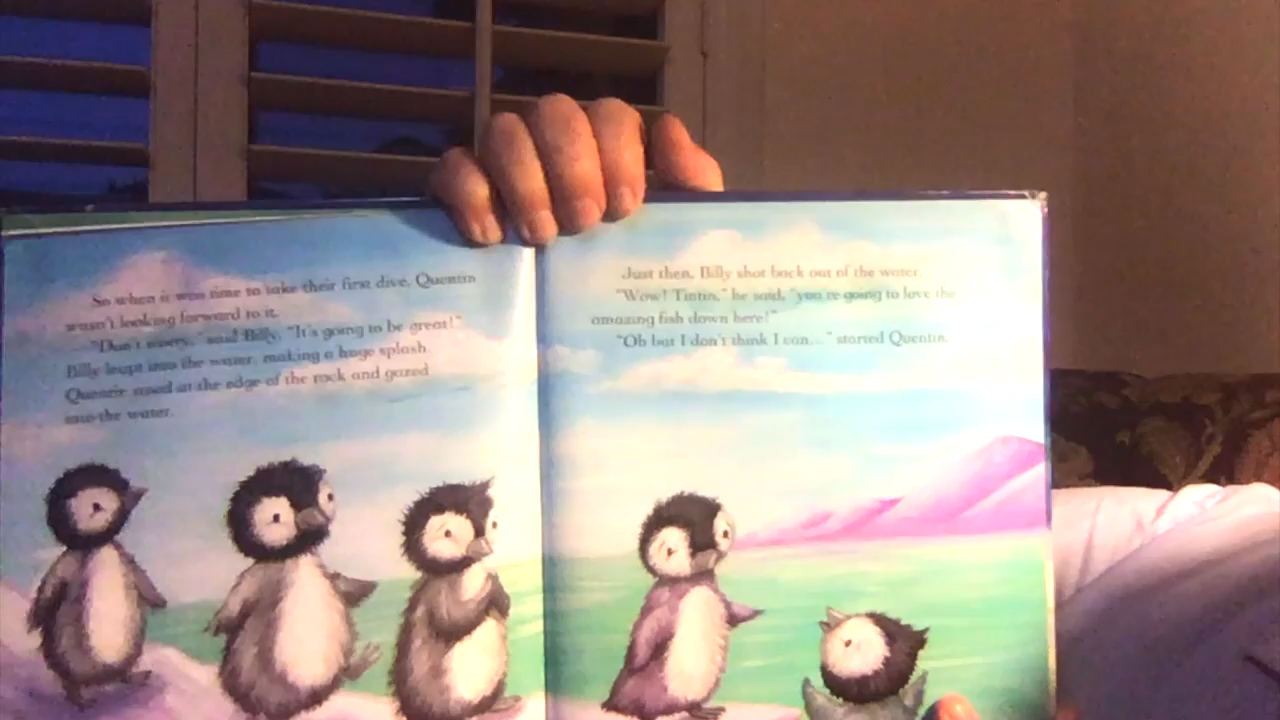 So when it was time to take their first dive, Quentin
wasn't looking forward to it.
"Don't worry," said Billy, "It's going to be great!"
Billy leapt into the water, making a huge splash.
Quentin stood at the edge of the rock and gazed
into the water.
Just then, Billy shot back out of the water.
"Wow! Tintin," he said, "you're going to love the
amazing fish down here!"
"Oh but I don't think I can..." started Quentin.